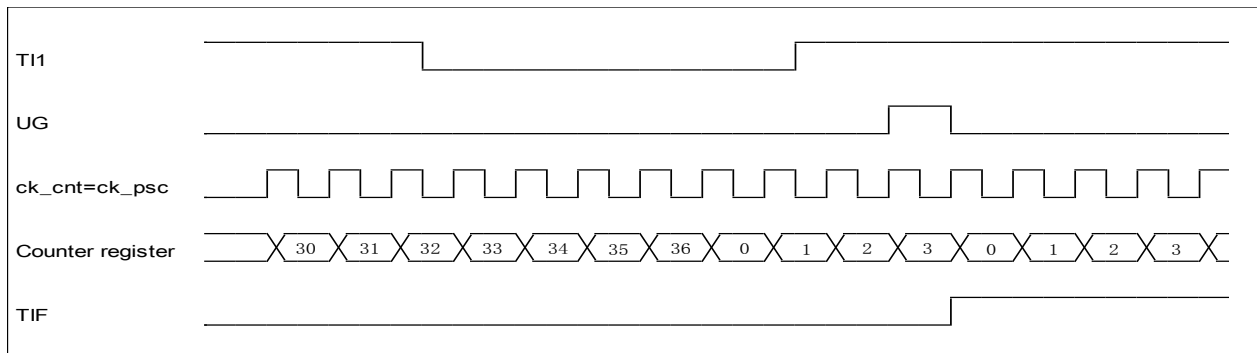 TI1
UG
ck_cnt=ck_psc
Counter register 30 31 32 33 34 35 36 0 1 2 3 0 1 2 3
TIF